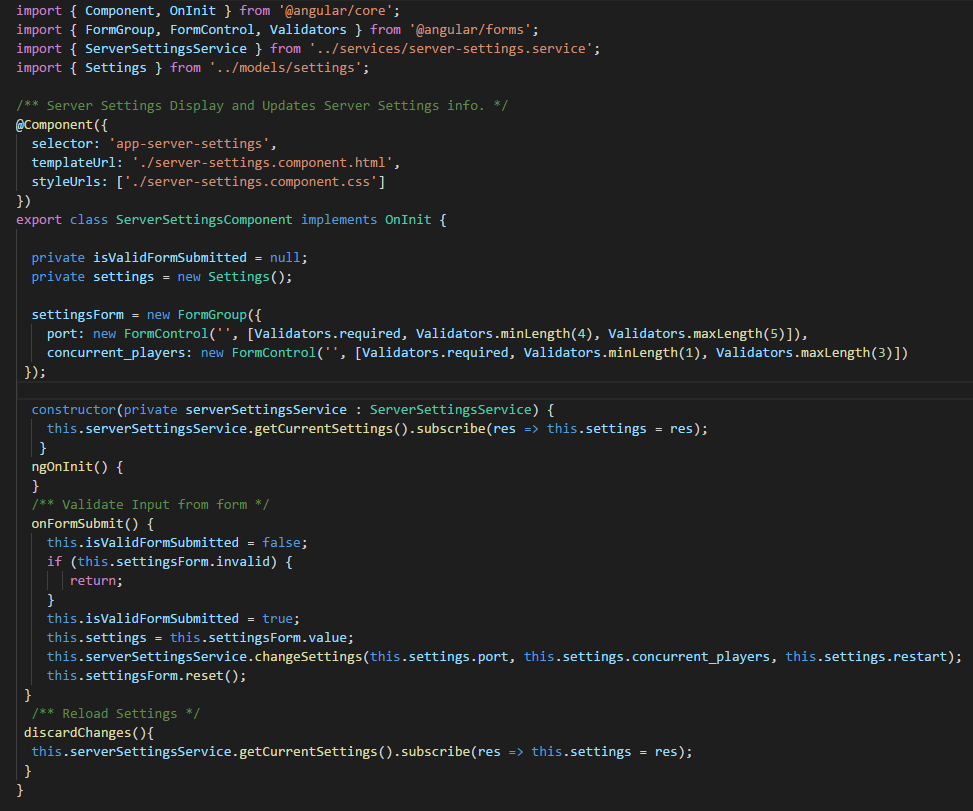 import { Component, OnInit } from '@angular/core';
import { FormGroup, FormControl, Validators } from '@angular/forms';
import { ServerSettingsService } from '../services/server-settings.service';
import { Settings } from '../models/settings';

/** Server Settings Display and Updates Server Settings info. */
@Component({
  selector: 'app-server-settings',
  templateUrl: './server-settings.component.html',
  styleUrls: ['./server-settings.component.css']
})
export class ServerSettingsComponent implements OnInit {

  private isValidFormSubmitted = null;
  private settings = new Settings();

  settingsForm = new FormGroup({
    port: new FormControl('', [Validators.required, Validators.minLength(4), Validators.maxLength(5)]),
    concurrent_players: new FormControl('', [Validators.required, Validators.minLength(1), Validators.maxLength(3)])
 });

  constructor(private serverSettingsService : ServerSettingsService) {
    this.serverSettingsService.getCurrentSettings().subscribe(res => this.settings = res);
   }
  ngOnInit() {
  }
  /** Validate Input from form */
  onFormSubmit() {
    this.isValidFormSubmitted = false;
    if (this.settingsForm.invalid) {
       return;
    }
    this.isValidFormSubmitted = true;
    this.settings = this.settingsForm.value;
    this.serverSettingsService.changeSettings(this.settings.port, this.settings.concurrent_players, this.settings.restart);
    this.settingsForm.reset();
 }
  /** Reload Settings */
 discardChanges(){
  this.serverSettingsService.getCurrentSettings().subscribe(res => this.settings = res);
 }
}